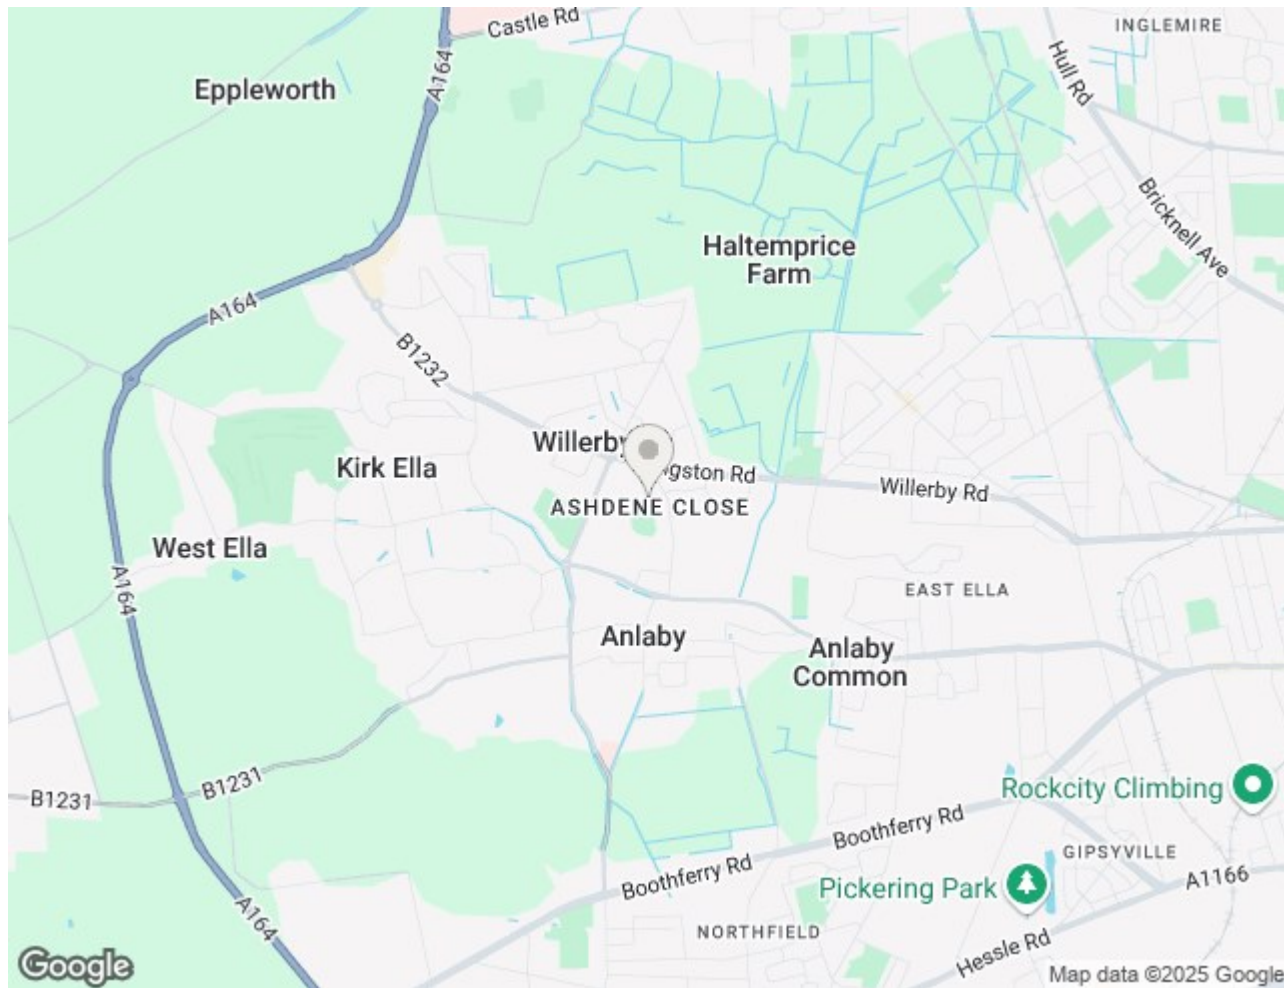 INGLEMIRE
Castle Rd
A164
Hull Rd
Eppleworth
Bricknell Ave
Haltemprice
Farm
A164
B1232
Willerby
Kirk Ella
gston Rd
Willerby Rd
ASHDENE CLOSE
West Ella
A164
EAST ELLA
Anlaby
Anlaby
Common
B1231
B1231
Rockcity Climbing
Boothferry Rd
GIPSYVILLE
Boothferry Rd
Pickering Park
A1166
A164
NORTHFIELD
Hessle Rd
Google
Map data ©2025 Google